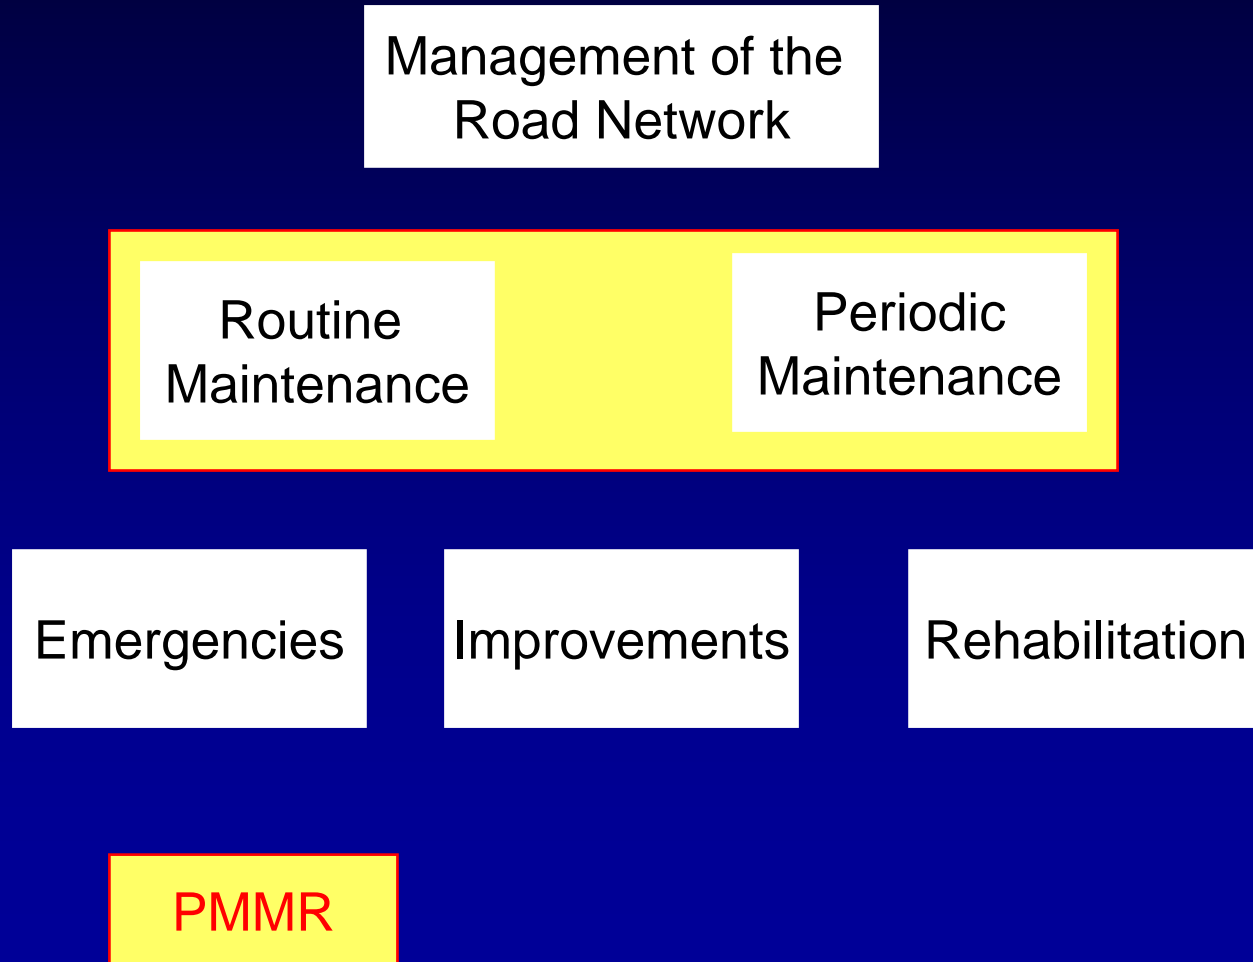 Management of the
Road Network
Routine
Maintenance
Periodic
Maintenance
Emergencies
Improvements
Rehabilitation
PMMR